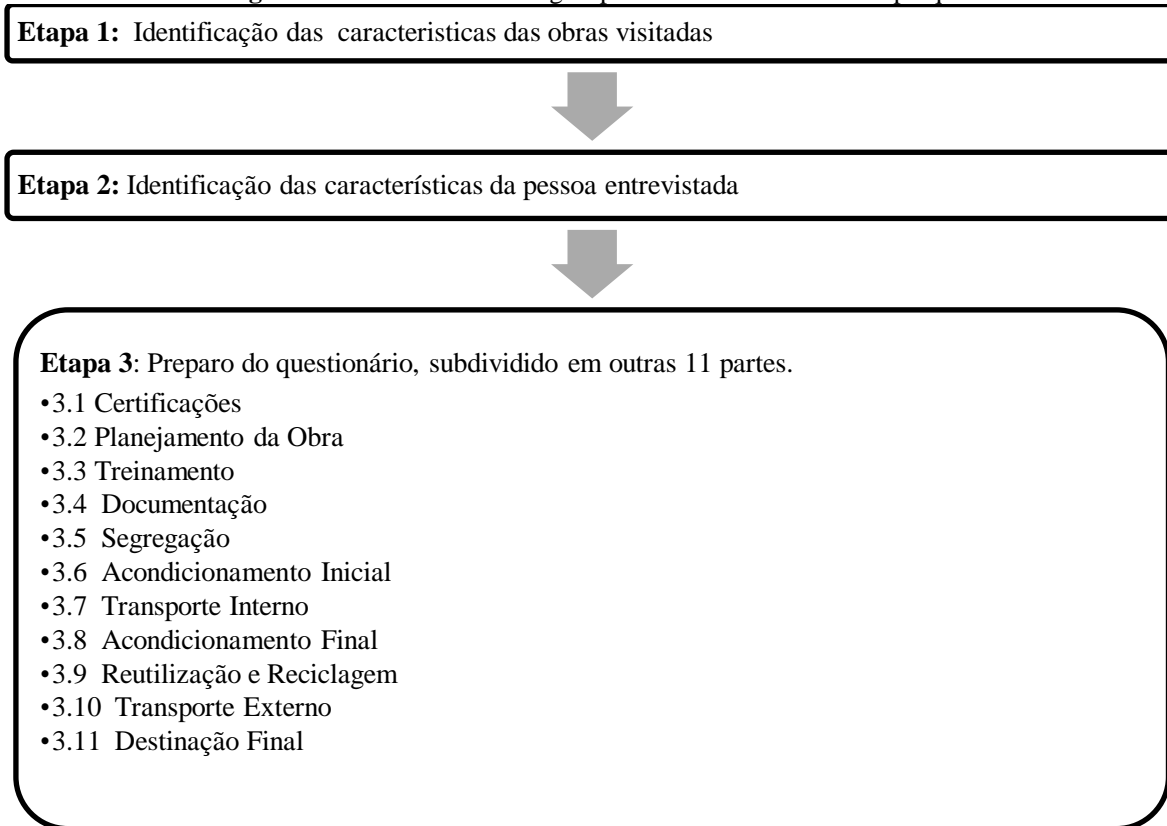 Etapa 1: Identificação das caracteristicas das obras visitadas
Etapa 2: Identificação das características da pessoa entrevistada
Etapa 3: Preparo do questionário, subdividido em outras 11 partes.
•3.1 Certificações
•3.2 Planejamento da Obra
•3.3 Treinamento
•3.4 Documentação
•3.5 Segregação
•3.6 Acondicionamento Inicial
•3.7 Transporte Interno
•3.8 Acondicionamento Final
•3.9 Reutilização e Reciclagem
•3.10 Transporte Externo
•3.11 Destinação Final